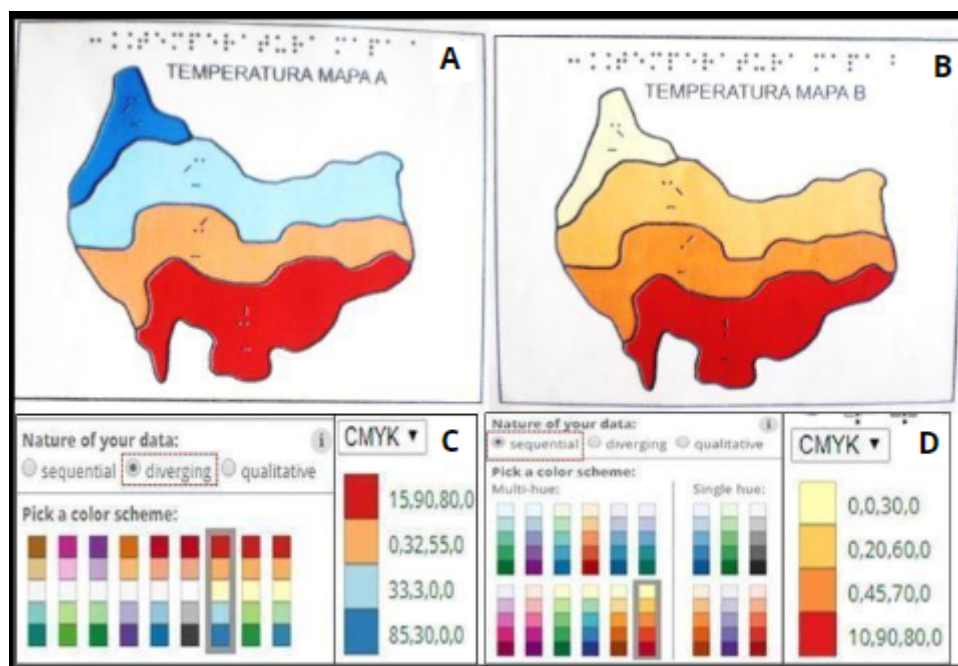 A
TEMPERATURA MAPA A
B
TEMPERATURA MAPA B
C
Nature of your data:
i
sequential diverging qualitative
Pick a color scheme:
CMYK ▼
15,90,80,0
0,32,55,0
33,3,0,0
85,30,0,0
D
Nature of your data:
i
sequential diverging qualitative
Pick a color scheme:
Multi-hue: Single hue:
CMYK ▼
0,0,30,0
0,20,60,0
0,45,70,0
10,90,80,0